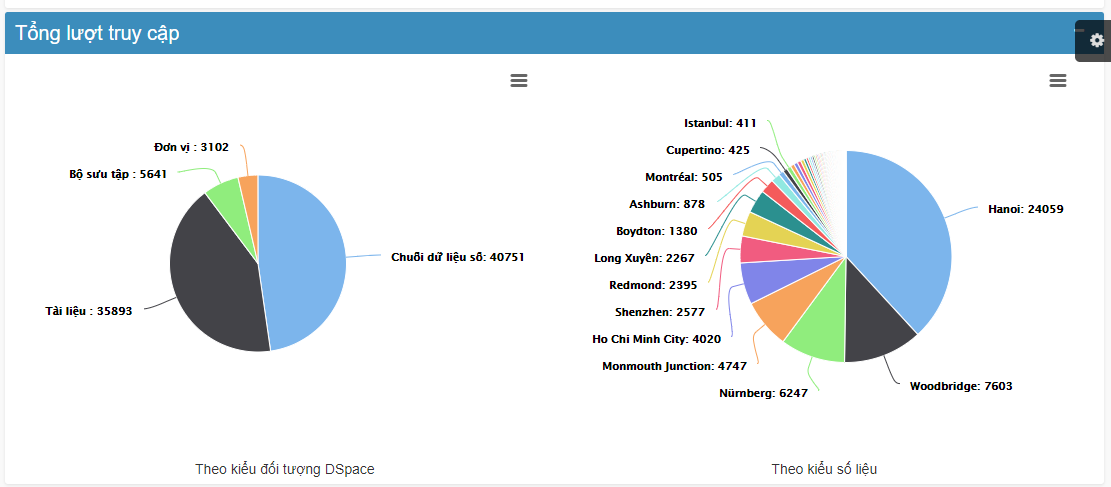 Tổng lượt truy cập
Đơn vị : 3102
Bộ sưu tập : 5641
Chuỗi dữ liệu số: 40751
Tài liệu : 35893
Theo kiểu đối tượng DSpace
Istanbul: 411
Cupertino: 425
Montréal: 505
Ashburn: 878
Boydton: 1380
Long Xuyên: 2267
Redmond: 2395
Shenzhen: 2577
Ho Chi Minh City: 4020
Monmouth Junction: 4747
Nürnberg: 6247
Woodbridge: 7603
Hanoi: 24059
Theo kiểu số liệu